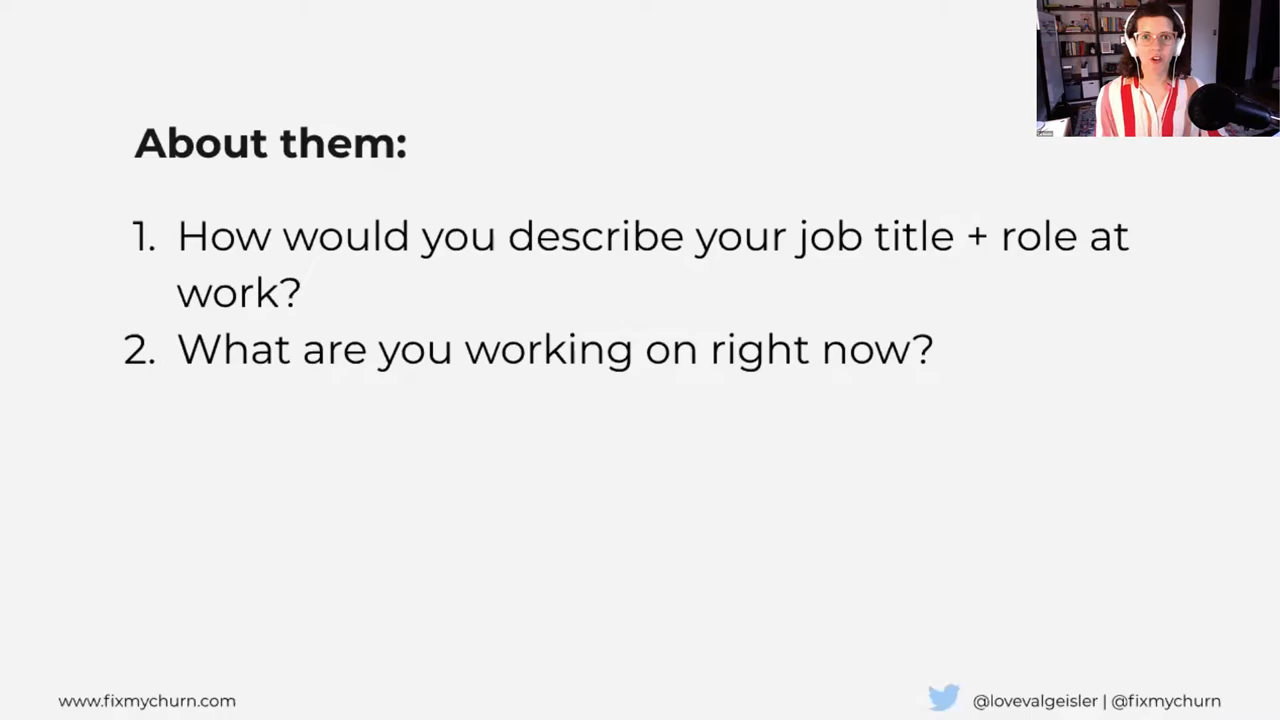 About them:
1. How would you describe your job title + role at
work?
2. What are you working on right now?
www.fixmychurn.com
@lovevalgeisler | @fixmychurn